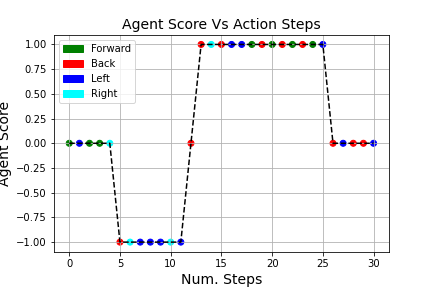 Agent Score Vs Action Steps
Agent Score
1.00
0.75
0.50
0.25
0.00
−0.25
−0.50
−0.75
−1.00
Forward
Back
Left
Right
0
5
10
15
20
25
30
Num. Steps